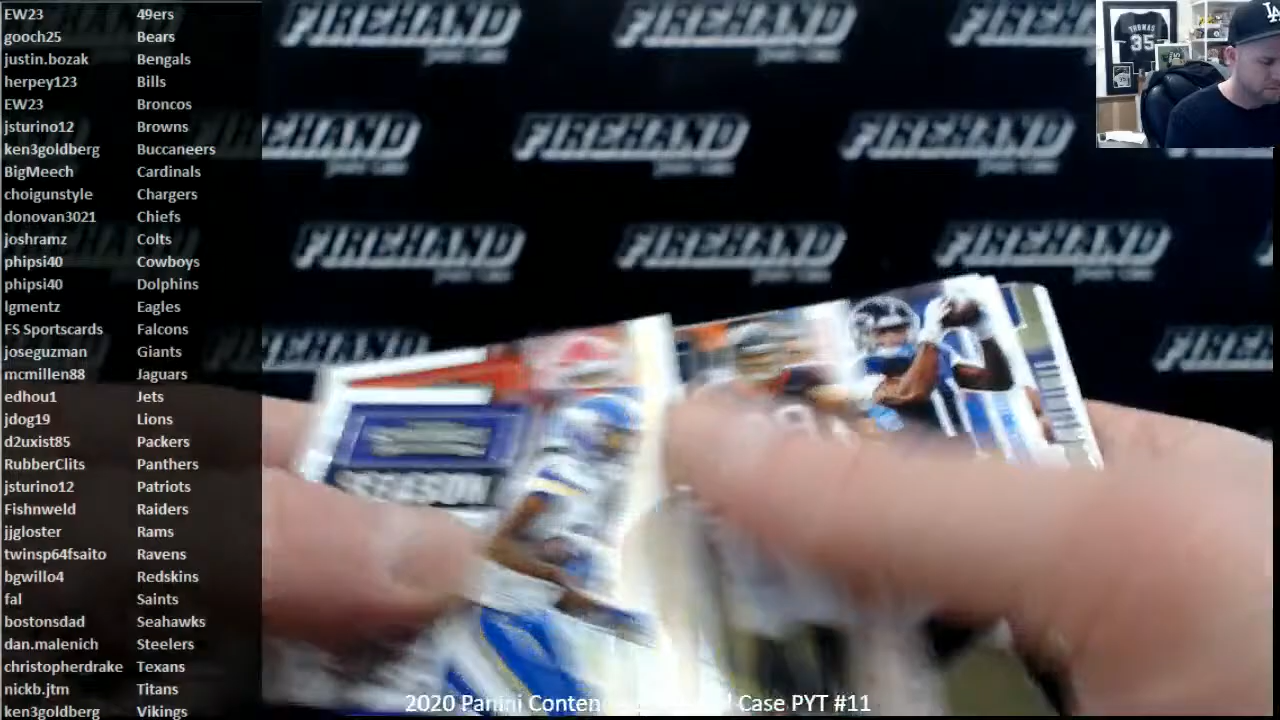 EW23 49ers
gooch25 Bears
justin.bozak Bengals
herpey123 Bills
EW23 Broncos
jsturino12 Browns
ken3goldberg Buccaneers
BigMeech Cardinals
choigunstyle Chargers
donovan3021 Chiefs
joshramz Colts
phipsi40 Cowboys
phipsi40 Dolphins
lgmentz Eagles
FS Sportscards Falcons
joseguzman Giants
mcmillen88 Jaguars
edhou1 Jets
jdog19 Lions
d2uxist85 Packers
RubberClits Panthers
jsturino12 Patriots
Fishnweld Raiders
jjgloster Rams
twinsp64fsaito Ravens
bgwillo4 Redskins
fal Saints
bostonsdad Seahawks
dan.malenich Steelers
christopherdrake Texans
nickb.jtm Titans
ken3goldberg Vikings
FIREHAND FIREHAND FIREHAND
FIREHAND FIREHAND FIREHAND
FIREHAND FIREHAND FIREHAND
FIREHAND
THOMAS
35
LA
SEASON
2020 Panini Case PYT #11